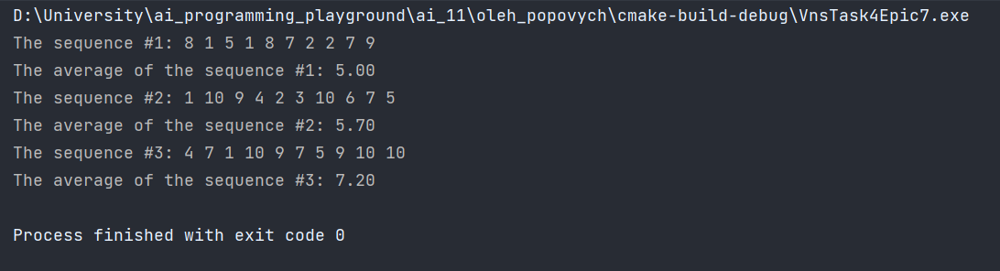 D:\University\ai_programming_playground\ai_11\oleh_popovych\cmake-build-debug\VnsTask4Epic7.exe
The sequence #1: 8 1 5 1 8 7 2 2 7 9
The average of the sequence #1: 5.00
The sequence #2: 1 10 9 4 2 3 10 6 7 5
The average of the sequence #2: 5.70
The sequence #3: 4 7 1 10 9 7 5 9 10 10
The average of the sequence #3: 7.20
Process finished with exit code 0